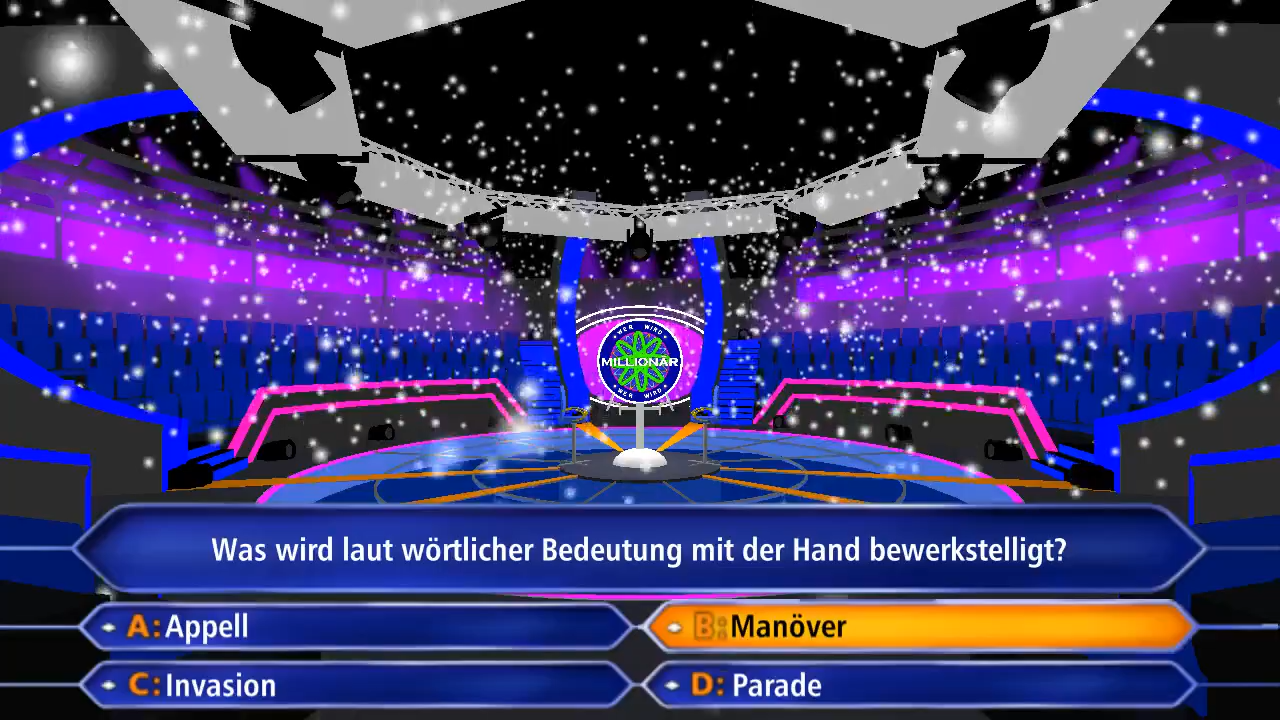 WER WIRD
MILLIONÄR
WER WIRD
Was wird laut wörtlicher Bedeutung mit der Hand bewerkstelligt?
A: Appell
B: Manöver
C: Invasion
D: Parade